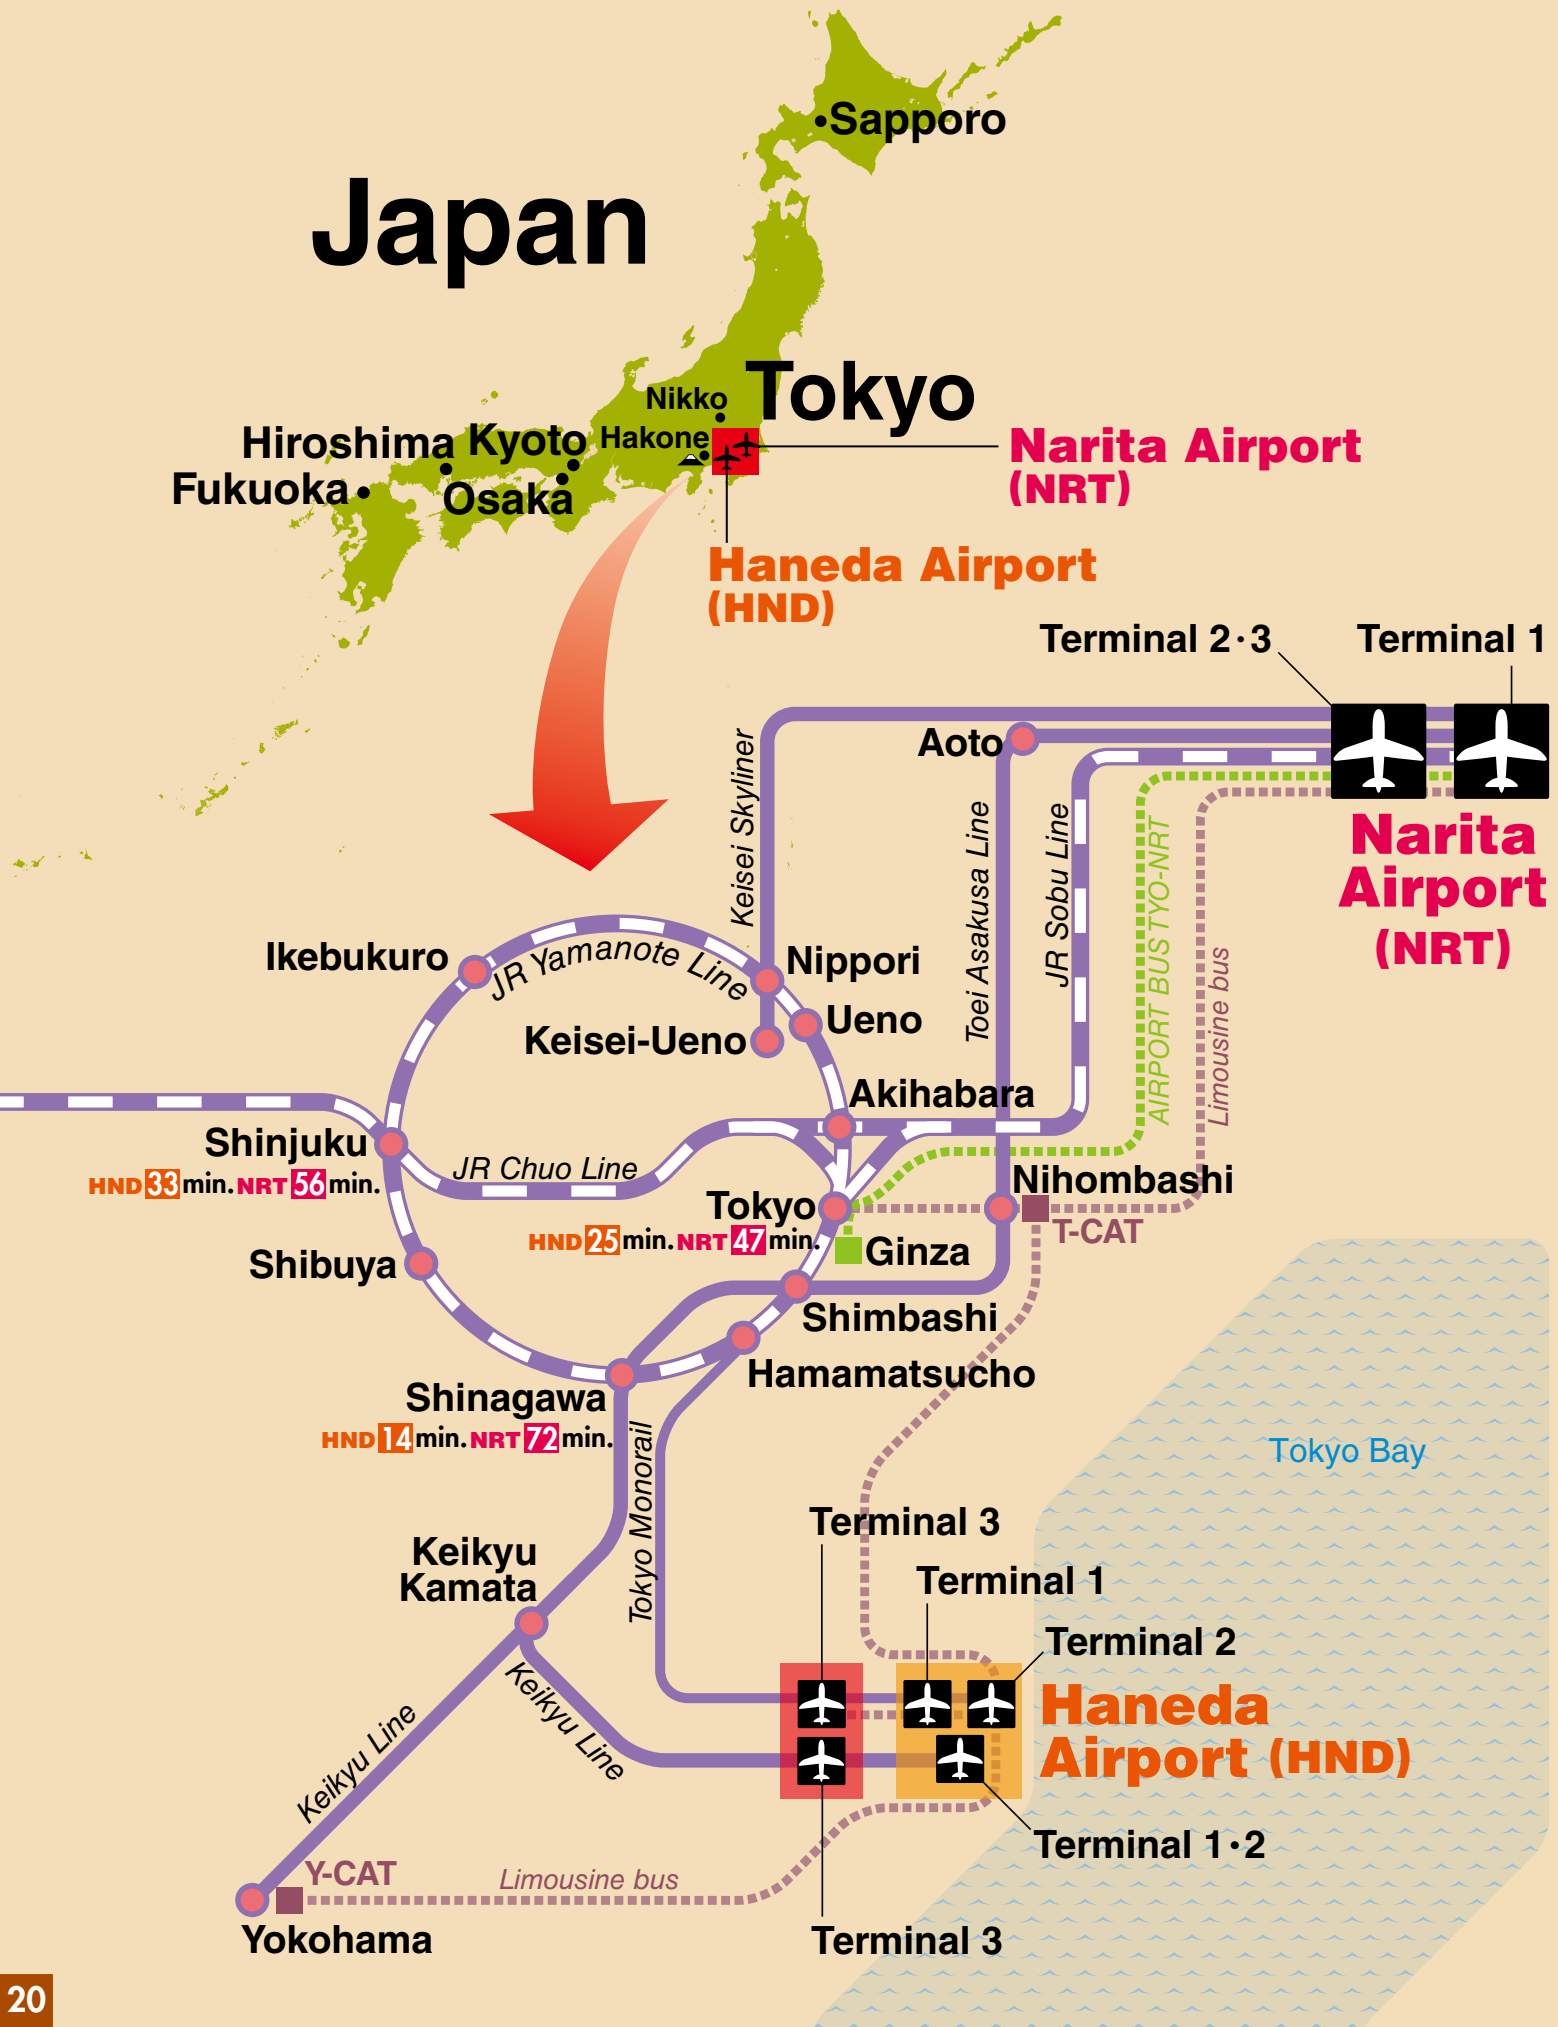 Sapporo
Japan
Tokyo
Nikko
Hakone
Hiroshima
Kyoto
Fukuoka
Osaka
Narita Airport
(NRT)
Haneda Airport
(HND)
Terminal 2・3
Terminal 1
Aoto
Keisei Skyliner
Toei Asakusa Line
JR Sobu Line
AIRPORT BUS TYO-NRT
Limousine bus
Narita
Airport
(NRT)
Ikebukuro
JR Yamanote Line
Nippori
Ueno
Keisei-Ueno
Akihabara
Shinjuku
HND 33 min. NRT 56 min.
JR Chuo Line
Nihombashi
Tokyo
HND 25 min. NRT 47 min.
T-CAT
Ginza
Shibuya
Shimbashi
Hamamatsucho
Shinagawa
HND 14 min. NRT 72 min.
Tokyo Monorail
Tokyo Bay
Terminal 3
Keikyu
Kamata
Terminal 1
Terminal 2
Keikyu Line
Keikyu Line
Haneda
Airport (HND)
Terminal 1・2
Y-CAT
Limousine bus
Yokohama
Terminal 3
20